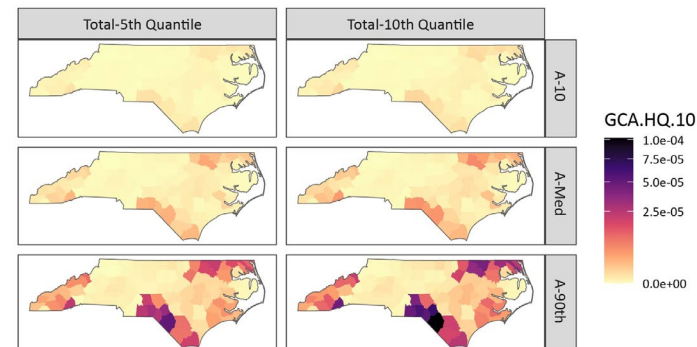 Total-5th Quantile
Total-10th Quantile
A-10
A-Med
A-90th
GCA.HQ.10
1.0e-04
7.5e-05
5.0e-05
2.5e-05
0.0e+00